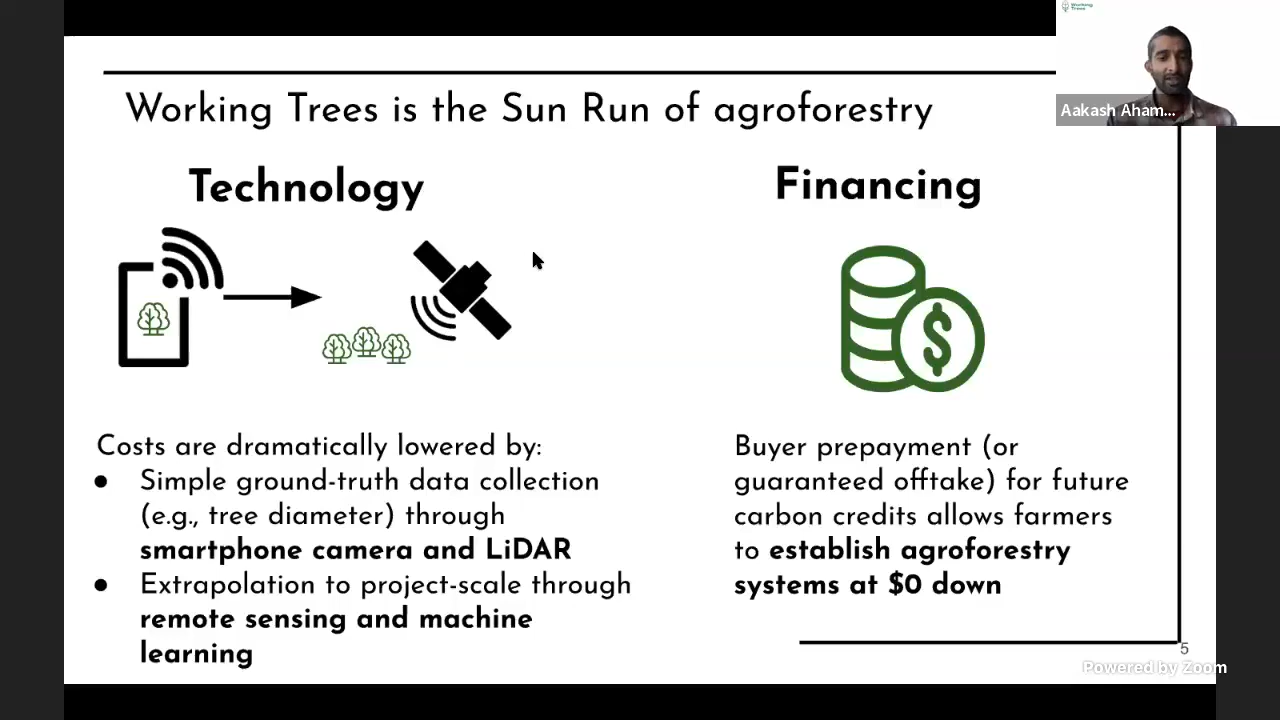 Working
Trees
Aakash Aham...
Working Trees is the Sun Run of agroforestry
Technology
Financing
$
Costs are dramatically lowered by:
● Simple ground-truth data collection
(e.g., tree diameter) through
smartphone camera and LiDAR
● Extrapolation to project-scale through
remote sensing and machine
learning
Buyer prepayment (or
guaranteed offtake) for future
carbon credits allows farmers
to establish agroforestry
systems at $0 down
5
Powered by Zoom